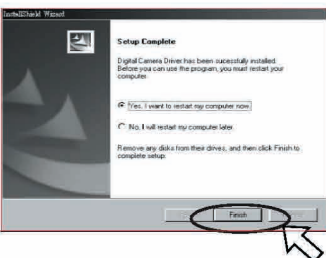 InstallShield Wizard
Setup Complete
Digital Camera Driver has been successfully installed.
Before you can use the program, you must restart your
computer.
Yes, I want to restart my computer now.
No, I will restart my computer later.
Remove any disks from their drives, and then click Finish to
complete setup.
Finish